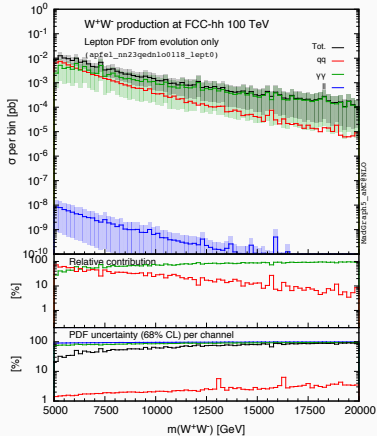 W⁺W⁻ production at FCC-hh 100 TeV
Lepton PDF from evolution only
(apfel_nn23qednlo0118_lept0)
Tot.
qq
γγ
ll
10⁰
10⁻¹
10⁻²
10⁻³
10⁻⁴
10⁻⁵
10⁻⁶
10⁻⁷
10⁻⁸
10⁻⁹
10⁻¹⁰
σ per bin [pb]
MadGraph5_aMC@NLO
Relative contribution
100
10
1
[%]
PDF uncertainty (68% CL) per channel
100
10
1
[%]
5000 7500 10000 12500 15000 17500 20000
m(W⁺W⁻) [GeV]